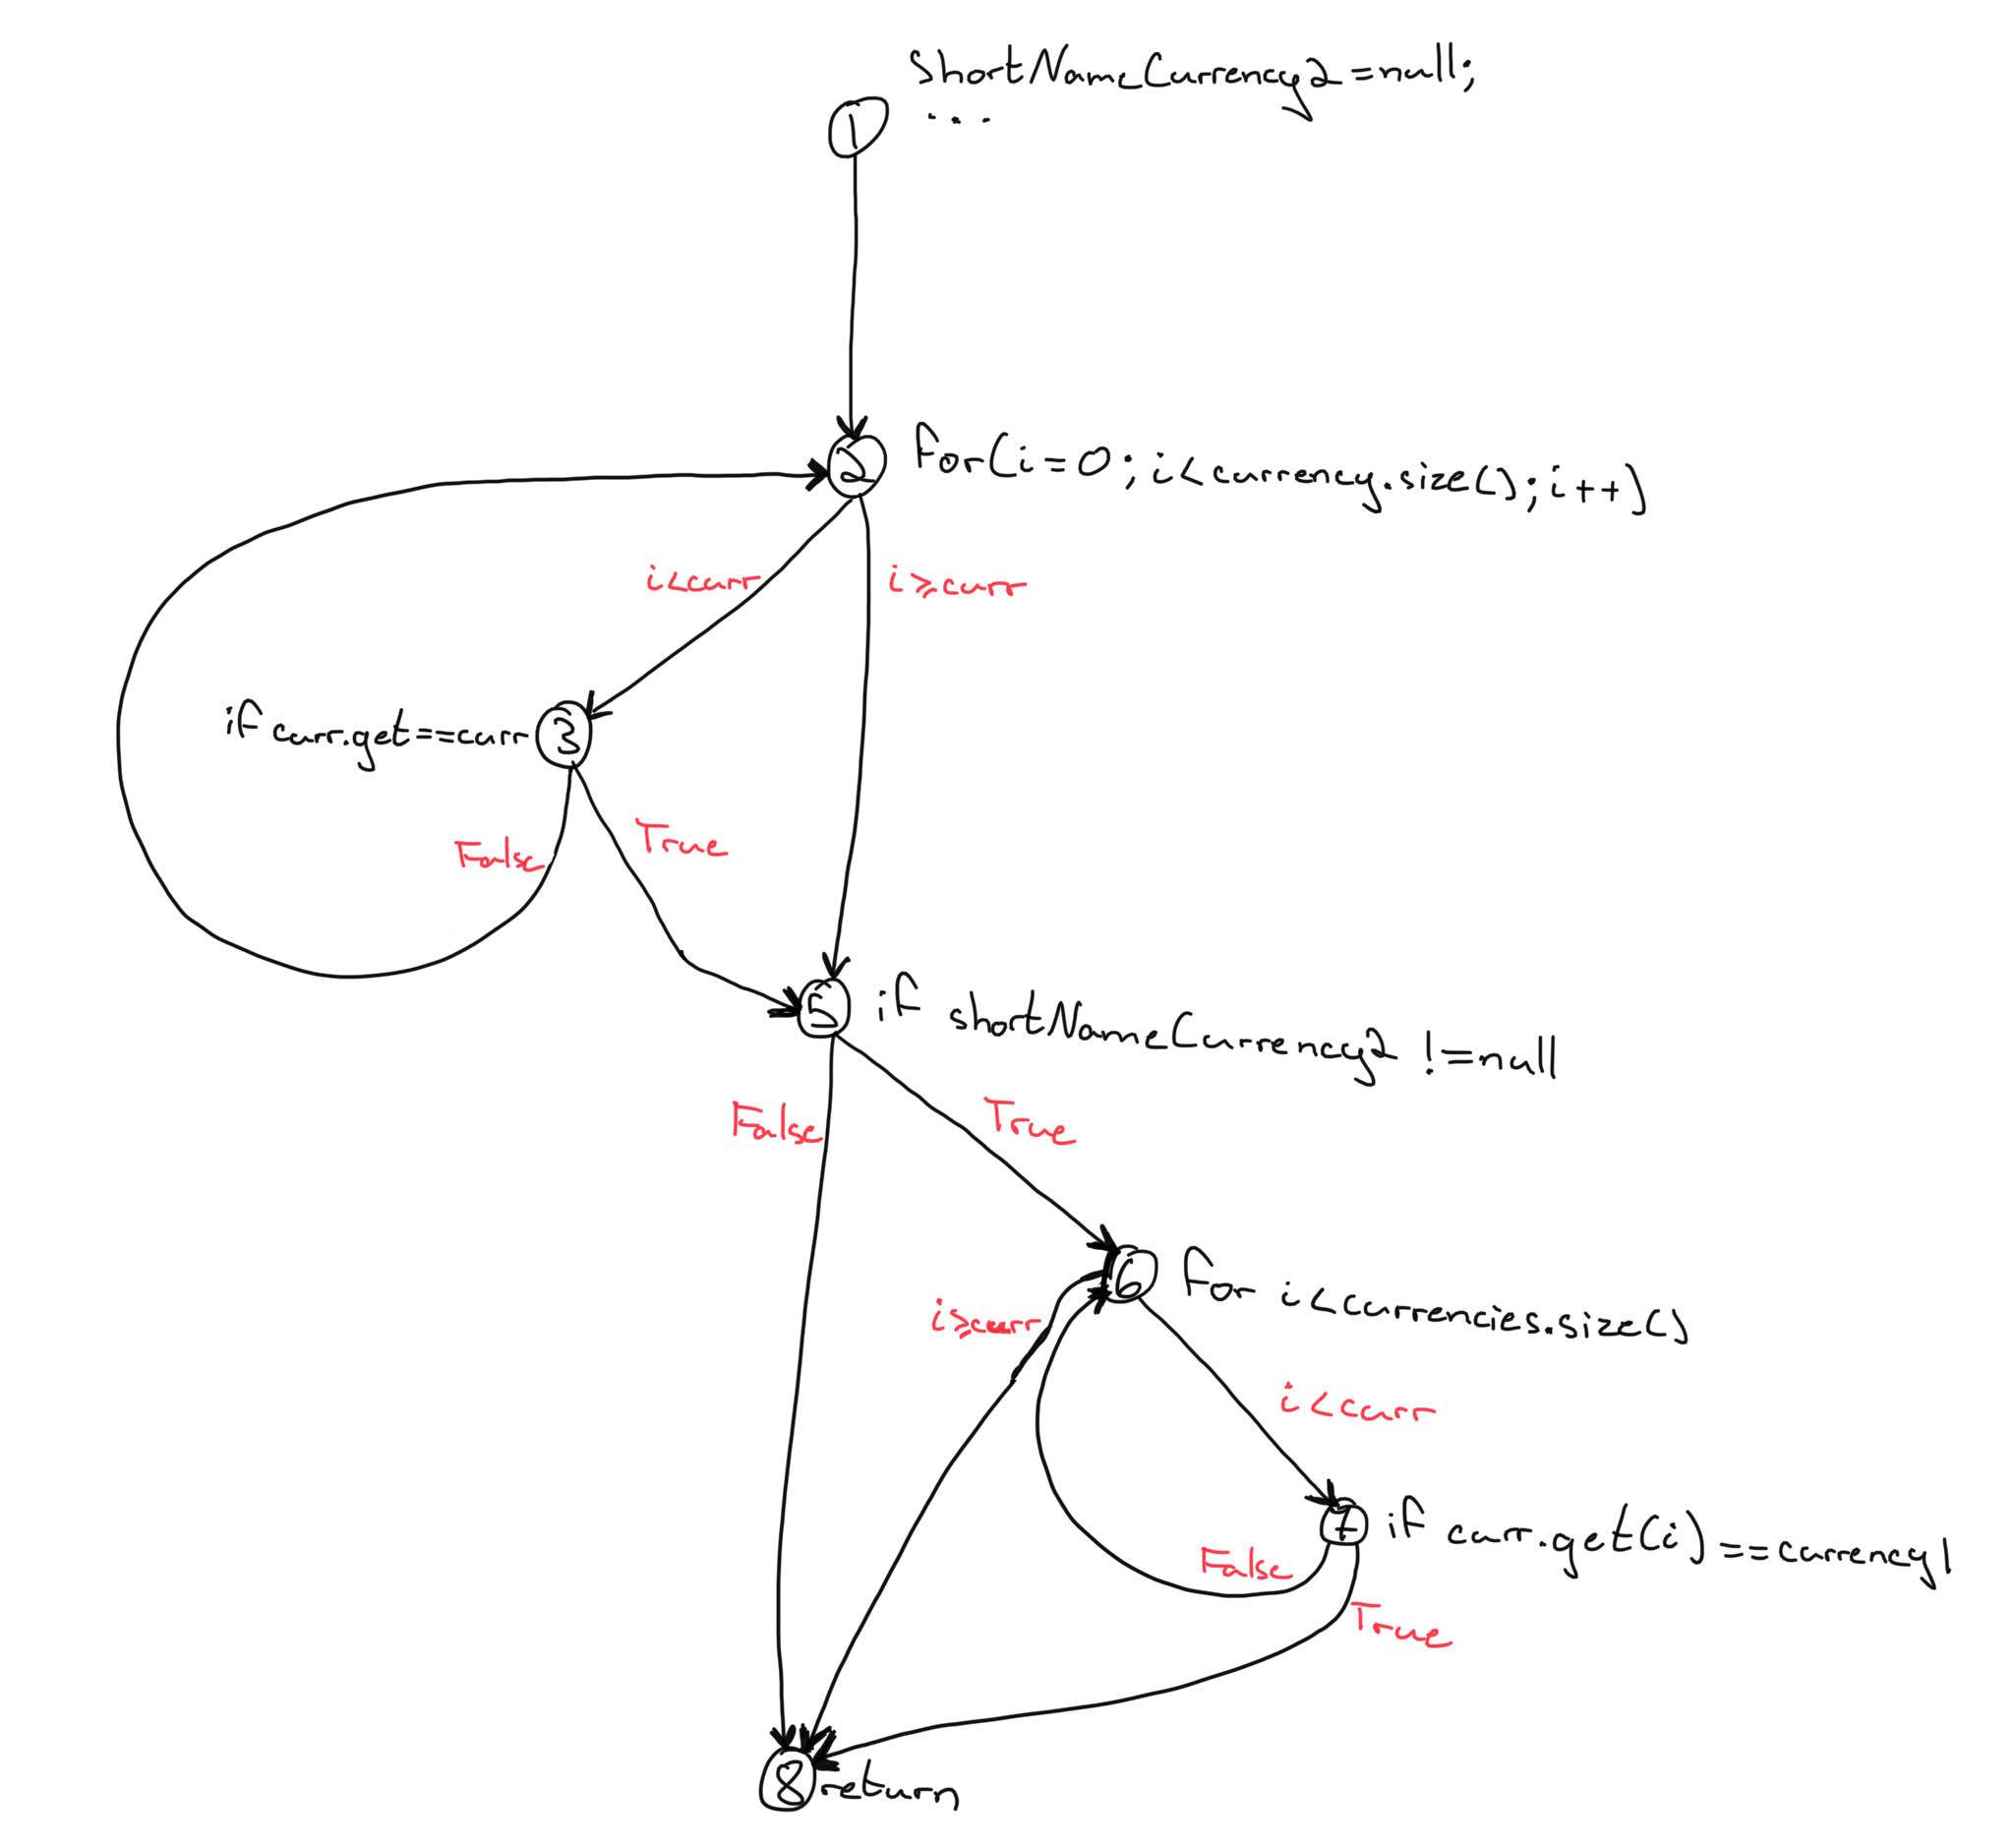 shortNameCurrency2=null;
...
1
2
for(i=0;i<currency.size();i++)
i<curr
i≥curr
if curr.get==curr
3
False
True
5
if shortNameCurrency2 !=null
False
True
6
for i<currencies.size()
i≥curr
i<curr
7
if curr.get(i)==currency1
False
True
8
return